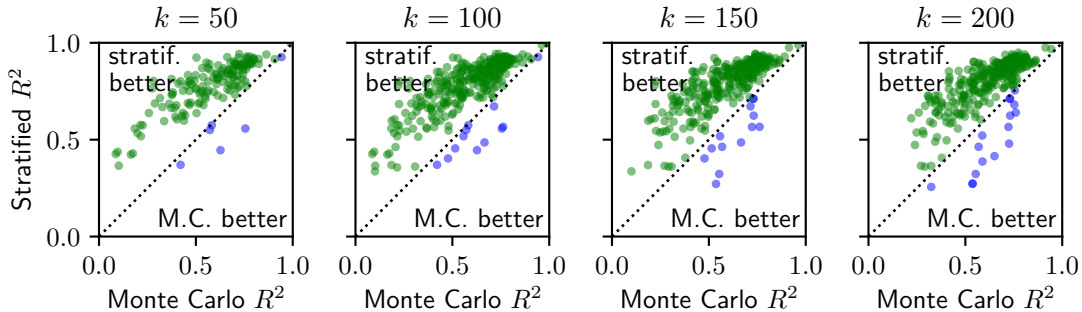 k = 50
k = 100
k = 150
k = 200
Stratified R²
1.0
0.5
0.0
stratif.
better
M.C. better
stratif.
better
M.C. better
stratif.
better
M.C. better
stratif.
better
M.C. better
0.0 0.5 1.0
0.0 0.5 1.0
0.0 0.5 1.0
0.0 0.5 1.0
Monte Carlo R²
Monte Carlo R²
Monte Carlo R²
Monte Carlo R²